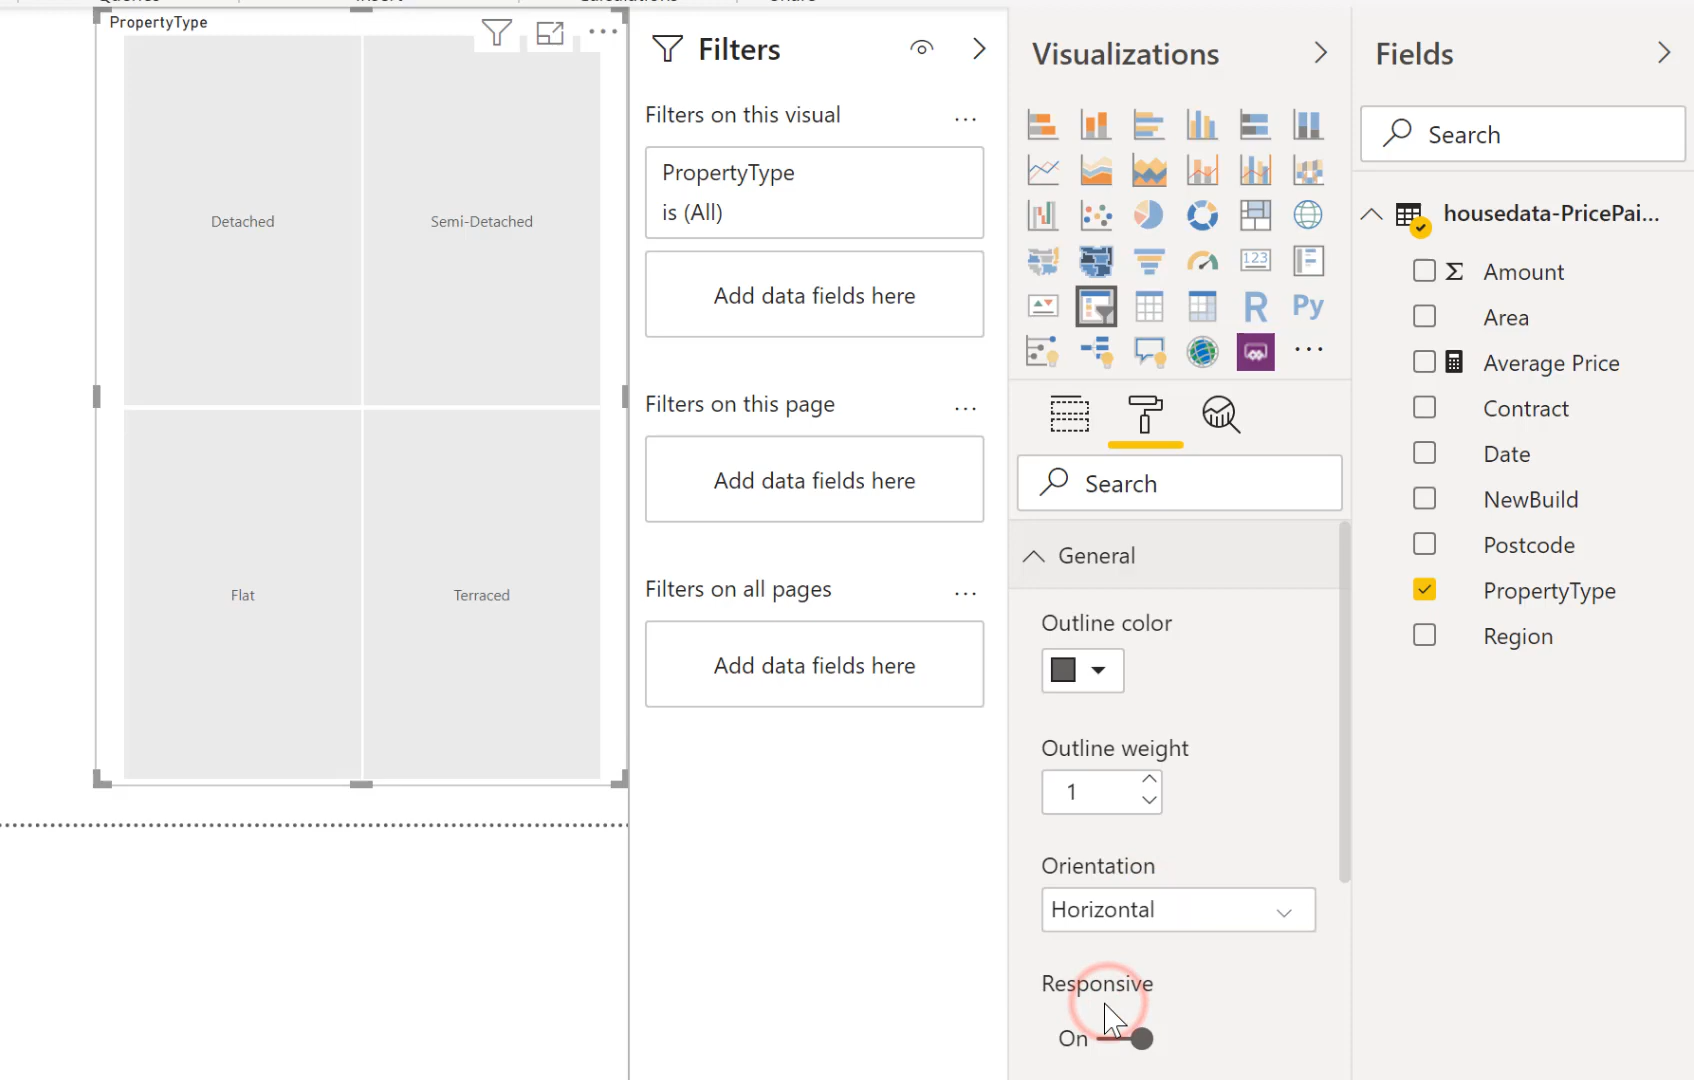 PropertyType
Detached
Semi-Detached
Flat
Terraced
Filters
Filters on this visual
PropertyType
is (All)
Add data fields here
Filters on this page
Add data fields here
Filters on all pages
Add data fields here
Visualizations
123
R
Py
Search
General
Outline color
Outline weight
1
Orientation
Horizontal
Responsive
On
Fields
Search
housedata-PricePai...
Σ Amount
Area
Average Price
Contract
Date
NewBuild
Postcode
PropertyType
Region